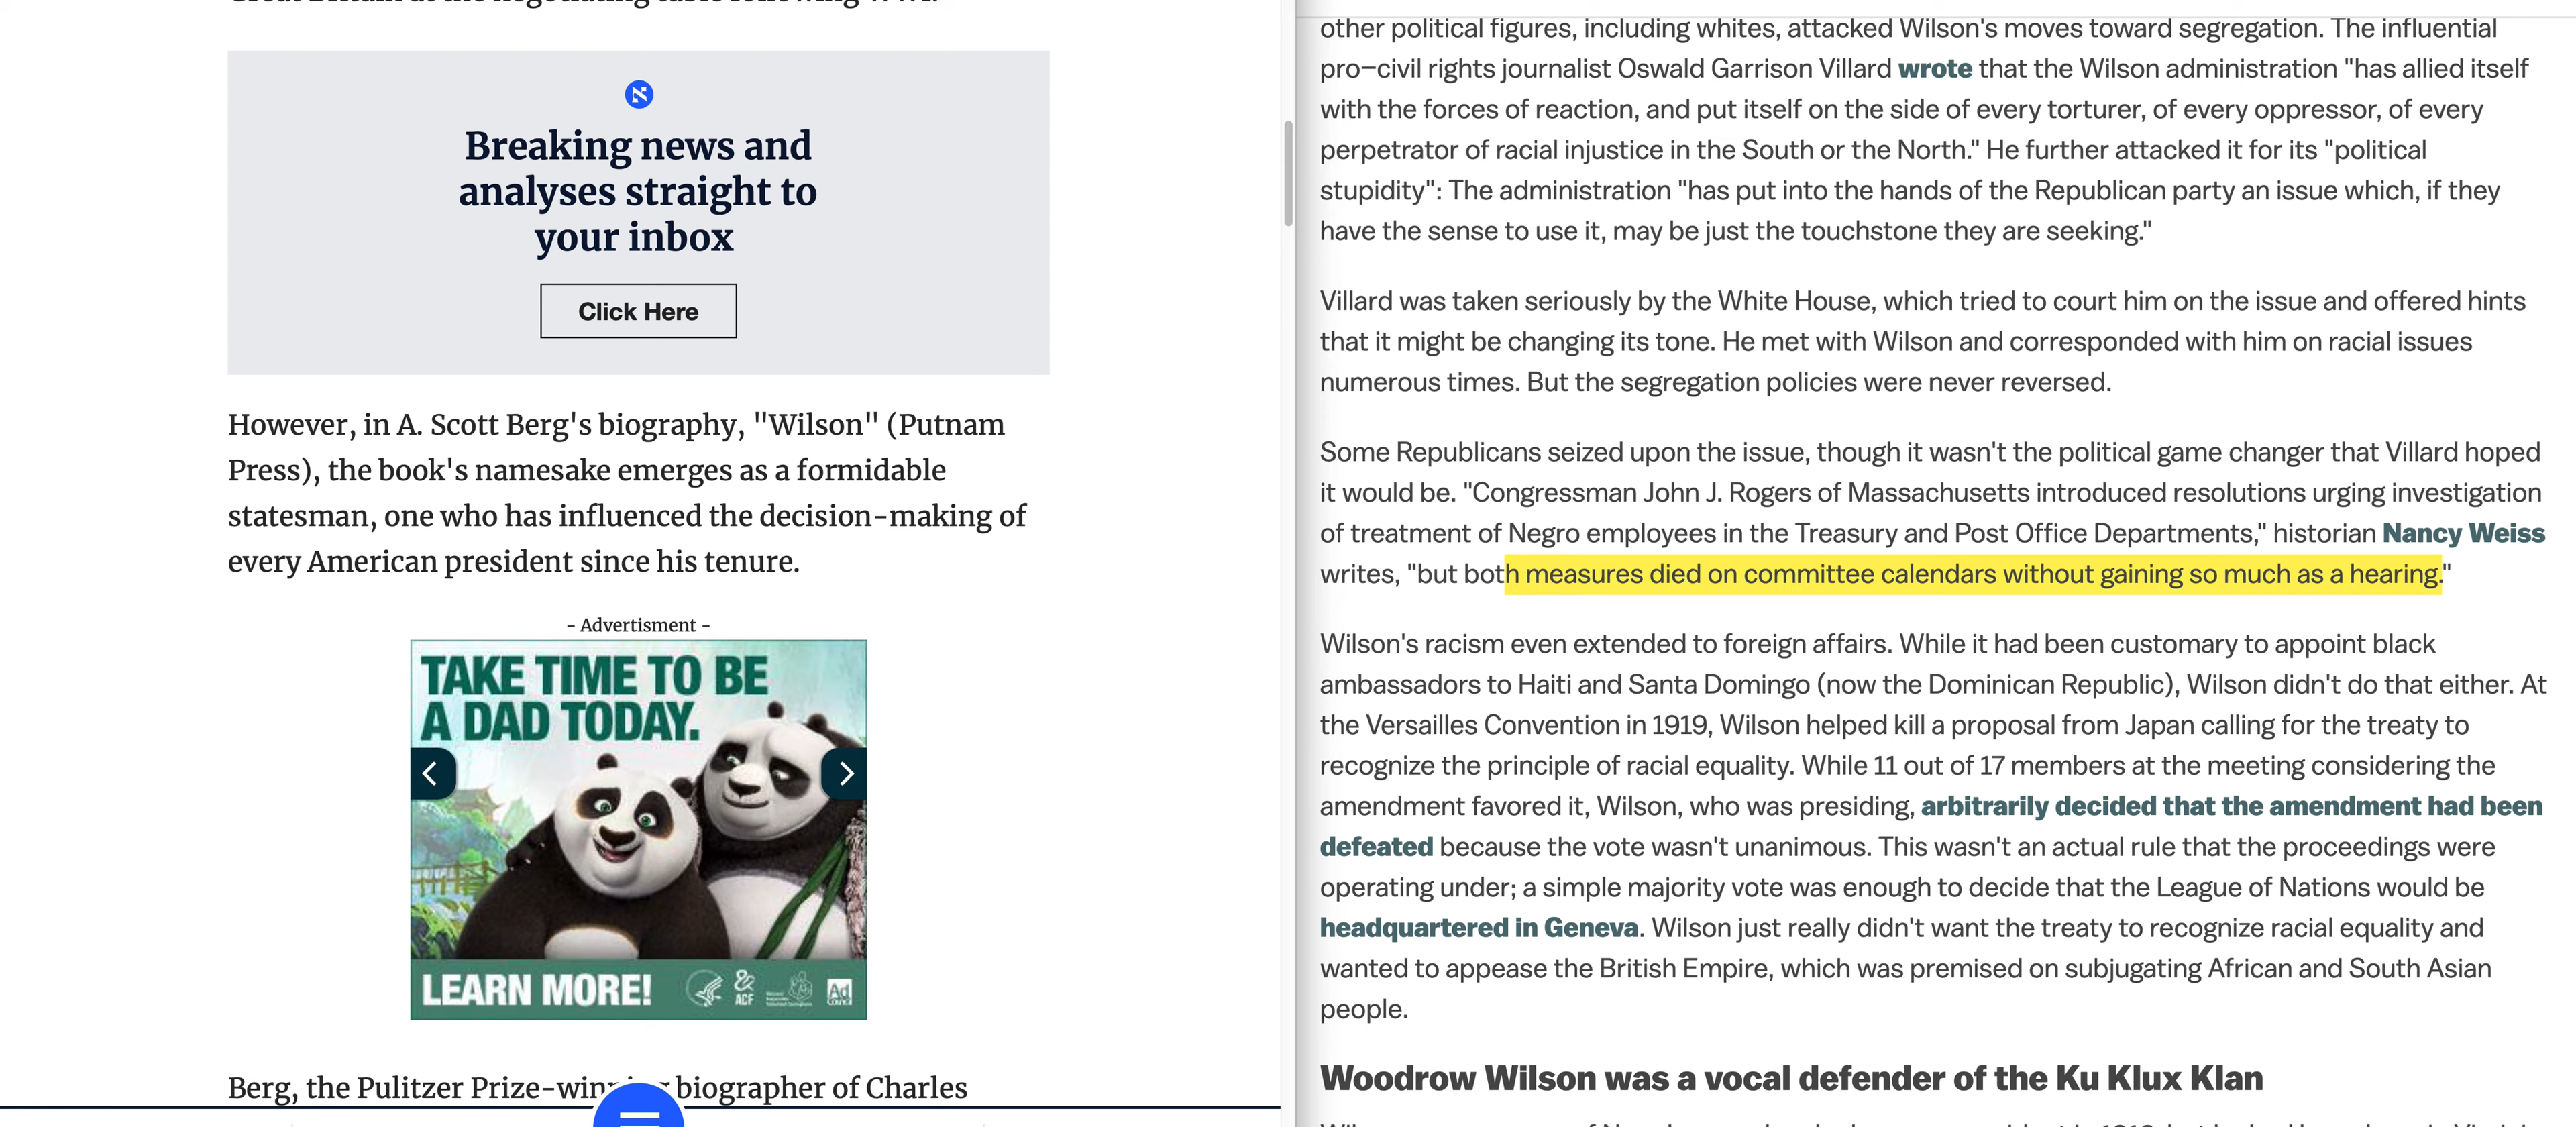 Breaking news and
analyses straight to
your inbox
Click Here
However, in A. Scott Berg's biography, "Wilson" (Putnam
Press), the book's namesake emerges as a formidable
statesman, one who has influenced the decision-making of
every American president since his tenure.
- Advertisment -
TAKE TIME TO BE
A DAD TODAY.
LEARN MORE!
ACF
Ad
Berg, the Pulitzer Prize-winning biographer of Charles
other political figures, including whites, attacked Wilson's moves toward segregation. The influential
pro–civil rights journalist Oswald Garrison Villard wrote that the Wilson administration "has allied itself
with the forces of reaction, and put itself on the side of every torturer, of every oppressor, of every
perpetrator of racial injustice in the South or the North." He further attacked it for its "political
stupidity": The administration "has put into the hands of the Republican party an issue which, if they
have the sense to use it, may be just the touchstone they are seeking."
Villard was taken seriously by the White House, which tried to court him on the issue and offered hints
that it might be changing its tone. He met with Wilson and corresponded with him on racial issues
numerous times. But the segregation policies were never reversed.
Some Republicans seized upon the issue, though it wasn't the political game changer that Villard hoped
it would be. "Congressman John J. Rogers of Massachusetts introduced resolutions urging investigation
of treatment of Negro employees in the Treasury and Post Office Departments," historian Nancy Weiss
writes, "but both measures died on committee calendars without gaining so much as a hearing."
Wilson's racism even extended to foreign affairs. While it had been customary to appoint black
ambassadors to Haiti and Santa Domingo (now the Dominican Republic), Wilson didn't do that either. At
the Versailles Convention in 1919, Wilson helped kill a proposal from Japan calling for the treaty to
recognize the principle of racial equality. While 11 out of 17 members at the meeting considering the
amendment favored it, Wilson, who was presiding, arbitrarily decided that the amendment had been
defeated because the vote wasn't unanimous. This wasn't an actual rule that the proceedings were
operating under; a simple majority vote was enough to decide that the League of Nations would be
headquartered in Geneva. Wilson just really didn't want the treaty to recognize racial equality and
wanted to appease the British Empire, which was premised on subjugating African and South Asian
people.
Woodrow Wilson was a vocal defender of the Ku Klux Klan